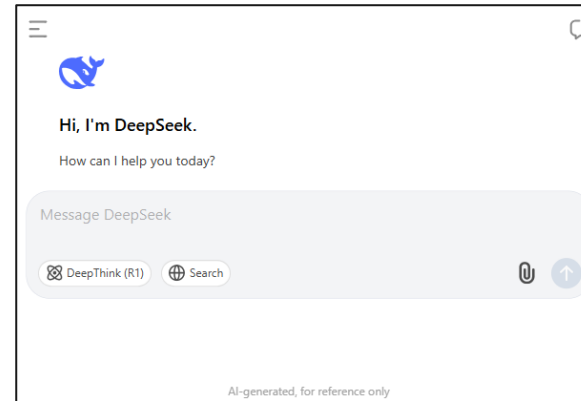 Hi, I'm DeepSeek.
How can I help you today?
Message DeepSeek
DeepThink (R1) Search
AI-generated, for reference only